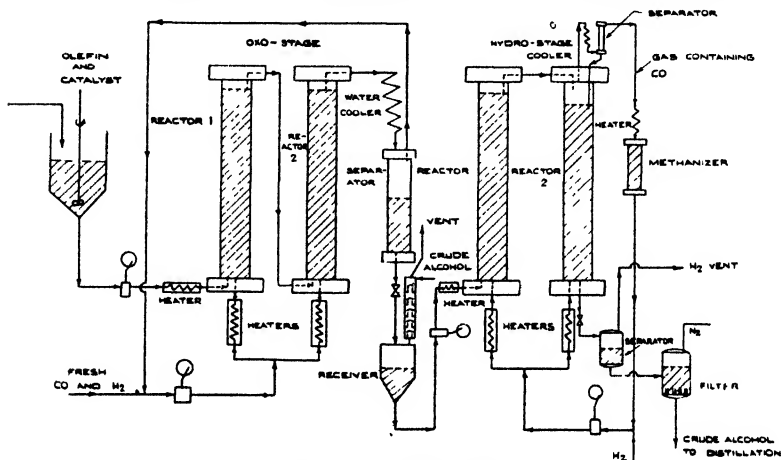 OLEFIN
AND
CATALYST
OXO-STAGE
REACTOR 1
RE-
ACTOR
2
WATER
COOLER
SEPAR-
ATOR
HEATER
HEATERS
FRESH
CO AND H2
REACTOR
VENT
CRUDE
ALCOHOL
RECEIVER
HEATER
HYDRO-STAGE
COOLER
C
SEPARATOR
GAS CONTAINING
CO
REACTOR
2
HEATER
METHANIZER
HEATERS
H2 VENT
SEPARATOR
N2
FILTER
CRUDE ALCOHOL
TO DISTILLATION
H2